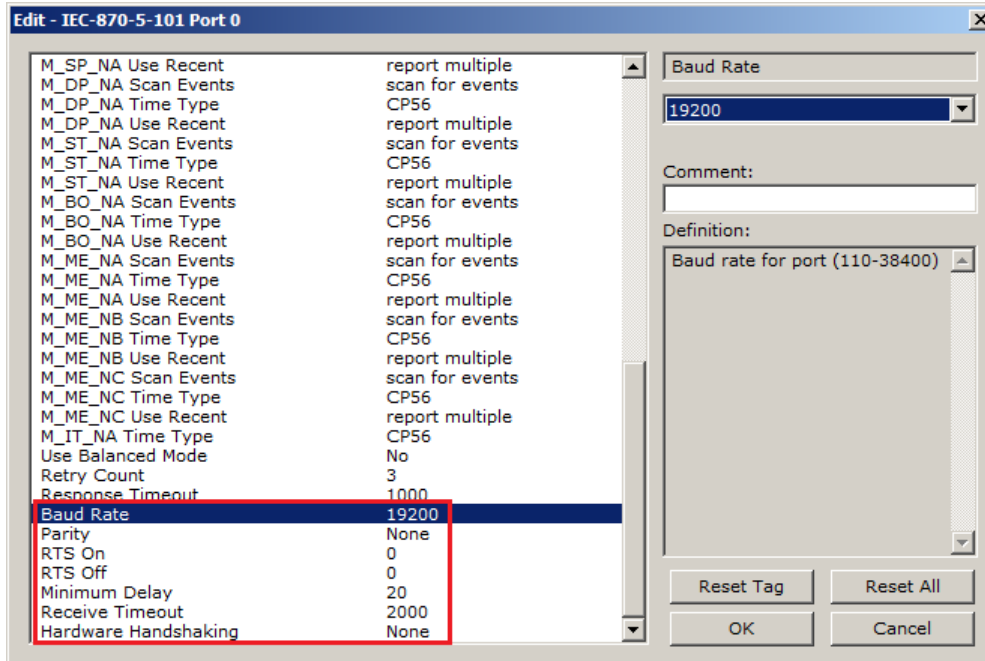 Edit - IEC-870-5-101 Port 0
M_SP_NA Use Recent report multiple
M_DP_NA Scan Events scan for events
M_DP_NA Time Type CP56
M_DP_NA Use Recent report multiple
M_ST_NA Scan Events scan for events
M_ST_NA Time Type CP56
M_ST_NA Use Recent report multiple
M_BO_NA Scan Events scan for events
M_BO_NA Time Type CP56
M_BO_NA Use Recent report multiple
M_ME_NA Scan Events scan for events
M_ME_NA Time Type CP56
M_ME_NA Use Recent report multiple
M_ME_NB Scan Events scan for events
M_ME_NB Time Type CP56
M_ME_NB Use Recent report multiple
M_ME_NC Scan Events scan for events
M_ME_NC Time Type CP56
M_ME_NC Use Recent report multiple
M_IT_NA Time Type CP56
Use Balanced Mode No
Retry Count 3
Response Timeout 1000
Baud Rate 19200
Parity None
RTS On 0
RTS Off 0
Minimum Delay 20
Receive Timeout 2000
Hardware Handshaking None
Baud Rate
19200
Comment:
Definition:
Baud rate for port (110-38400)
Reset Tag Reset All
OK Cancel